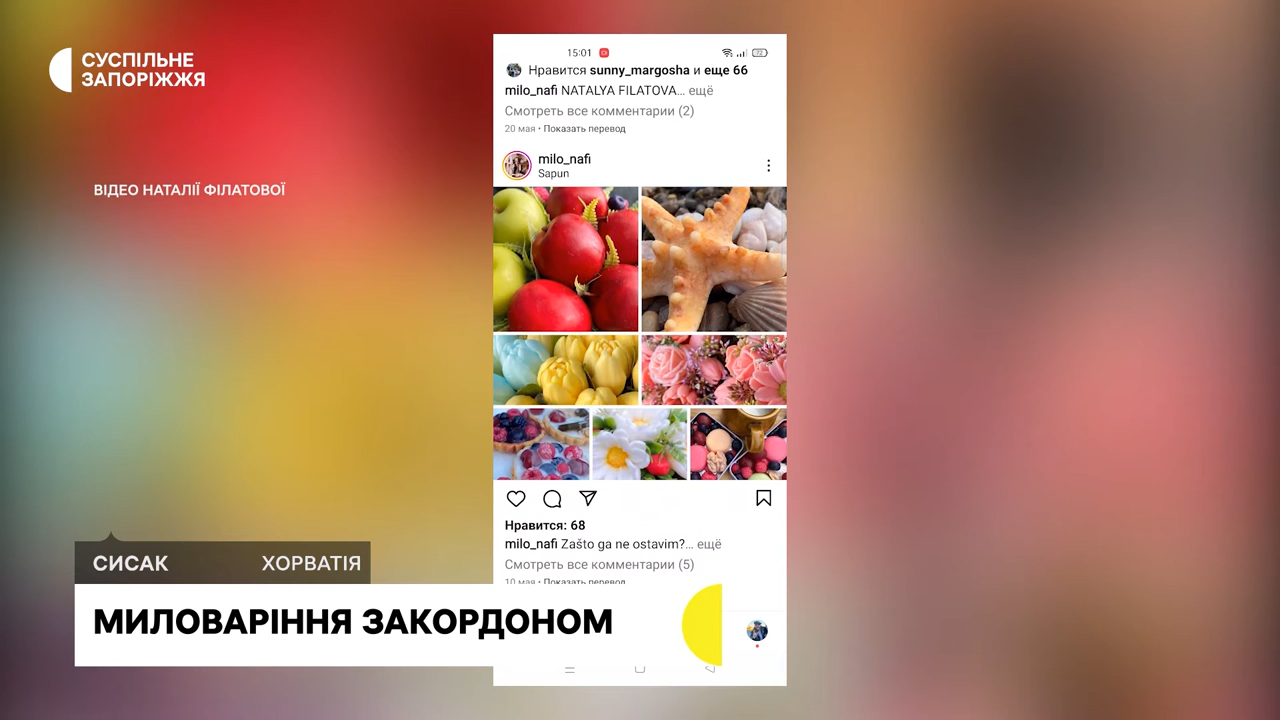 СУСПІЛЬНЕ
ЗАПОРІЖЖЯ
ВІДЕО НАТАЛІЇ ФІЛАТОВОЇ
15:01
72
Нравится sunny_margosha и еще 66
milo_nafi NATALYA FILATOVA... ещё
Смотреть все комментарии (2)
20 мая • Показать перевод
milo_nafi
Sapun
Нравится: 68
milo_nafi Zašto ga ne ostavim?... ещё
Смотреть все комментарии (5)
10 мая • Показать перевод
СИСАК ХОРВАТІЯ
МИЛОВАРІННЯ ЗАКОРДОНОМ